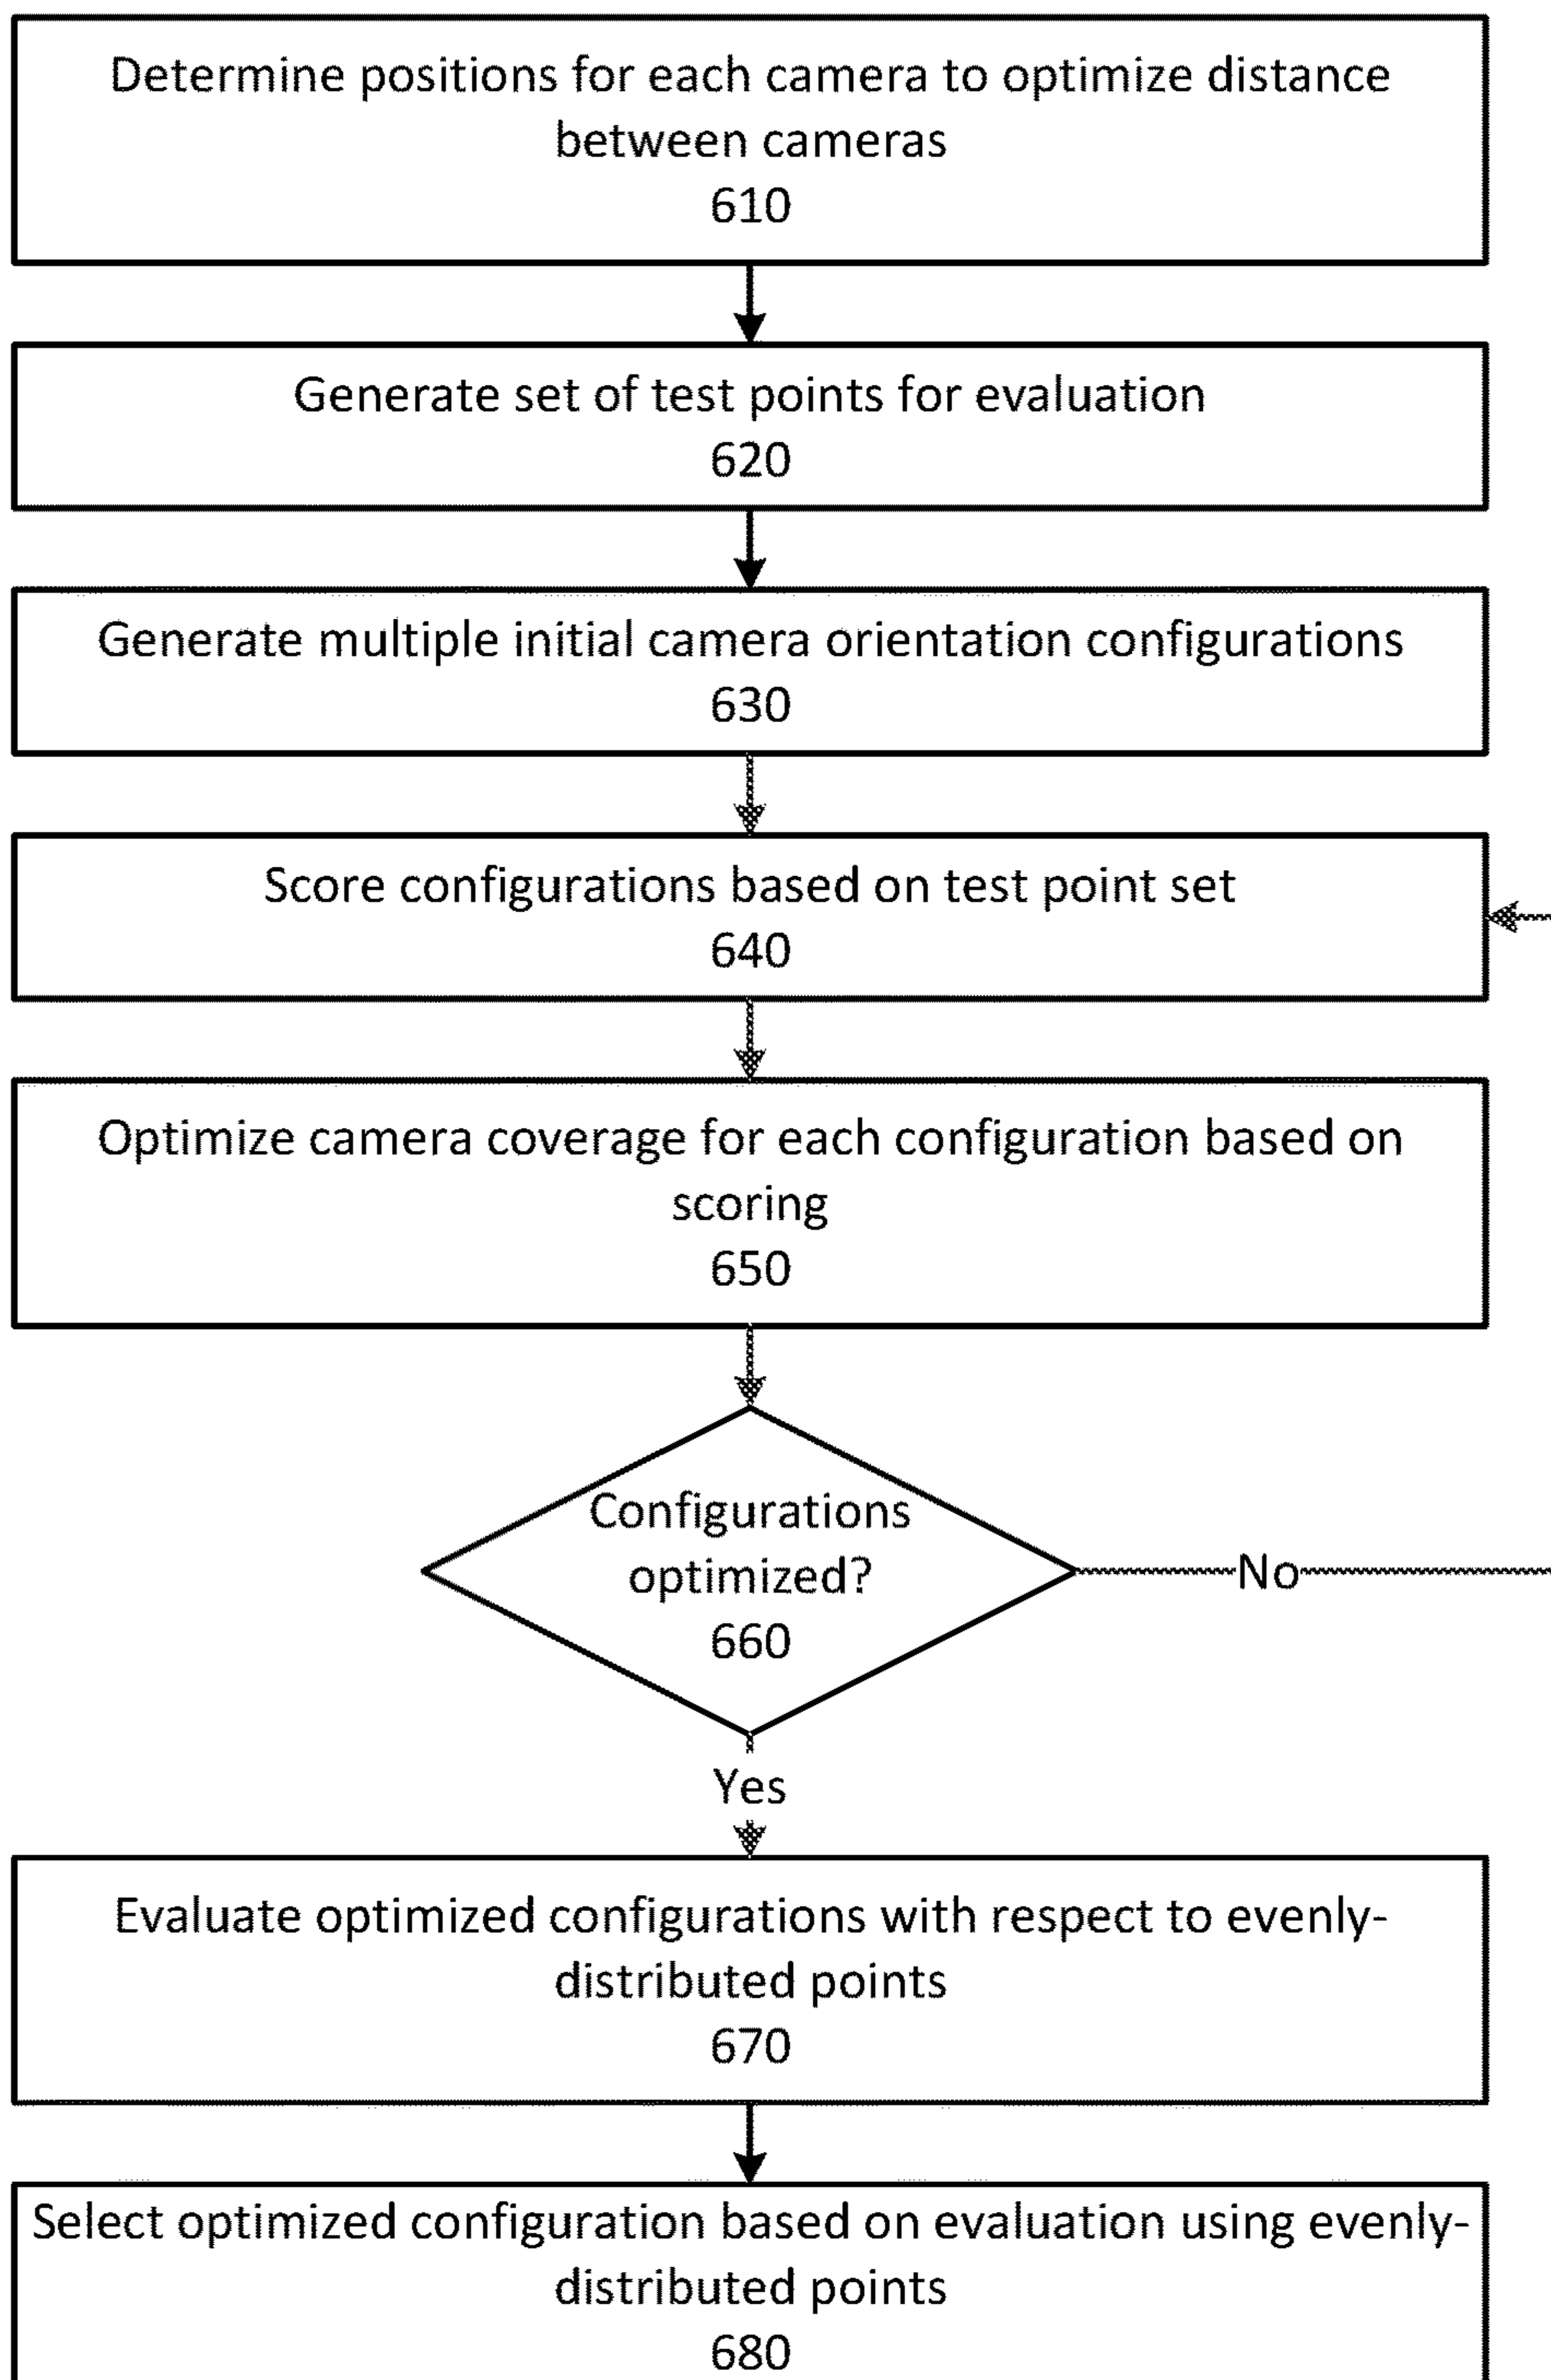 Determine positions for each camera to optimize distance
between cameras
610
Generate set of test points for evaluation
620
Generate multiple initial camera orientation configurations
630
Score configurations based on test point set
640
Optimize camera coverage for each configuration based on
scoring
650
Configurations
optimized?
660
No
Yes
Evaluate optimized configurations with respect to evenly-
distributed points
670
Select optimized configuration based on evaluation using evenly-
distributed points
680